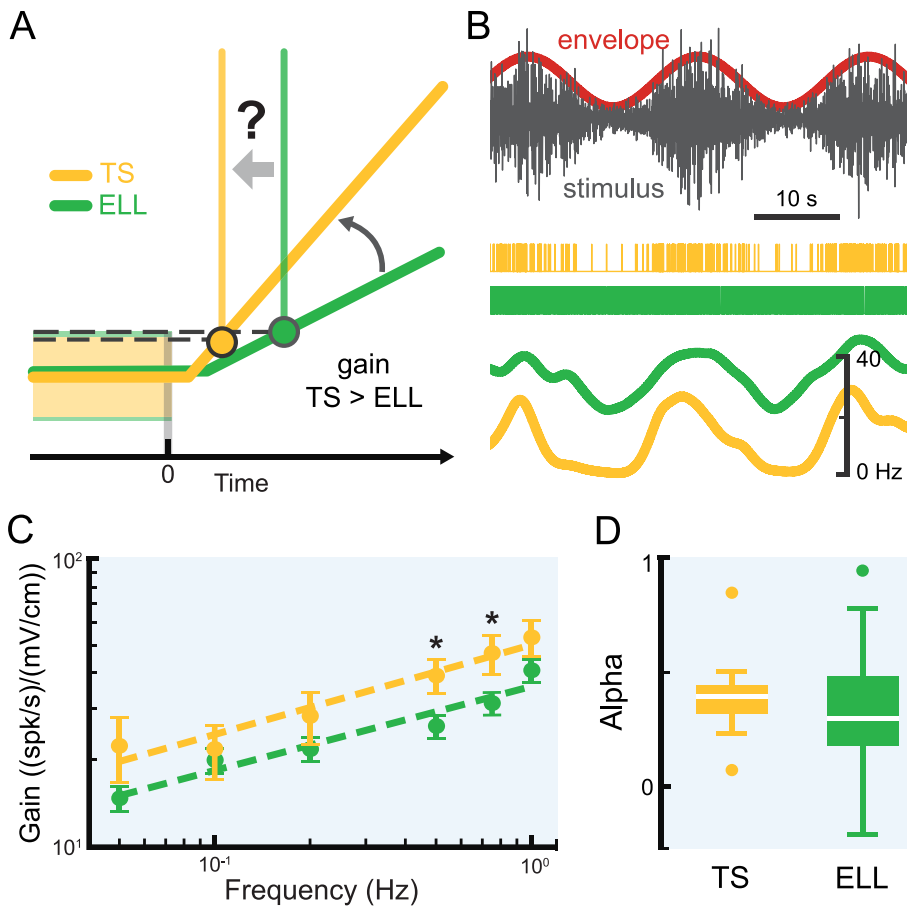 A
?
TS
ELL
gain
TS > ELL
0
Time
B
envelope
stimulus
10 s
40
0 Hz
C
Gain ((spk/s)/(mV/cm))
10²
10¹
* *
10⁻¹
10⁰
Frequency (Hz)
D
Alpha
1
0
TS
ELL